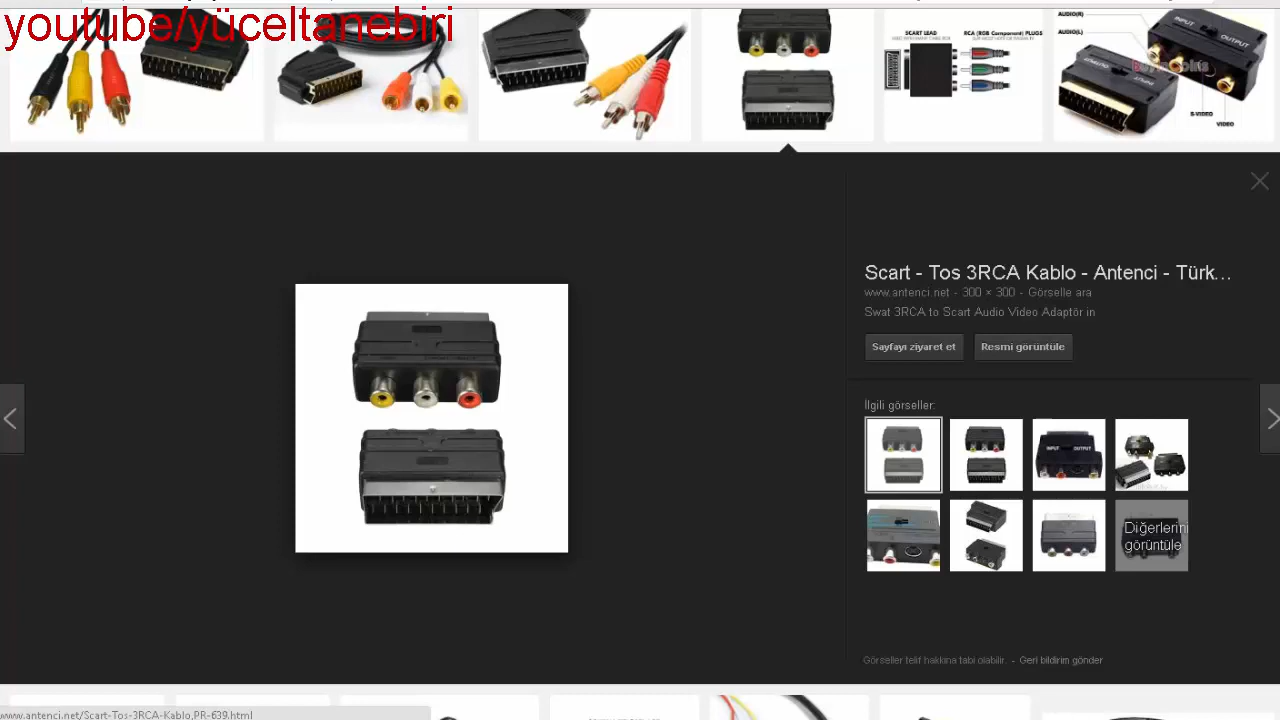 youtube/yüceltanebiri
SCART LEAD
RCA (RGB Component) PLUGS
AUDIO(R)
AUDIO(L)
INPUT
OUTPUT
S-VIDEO
VIDEO
Scart - Tos 3RCA Kablo - Antenci - Türk...
www.antenci.net - 300 × 300 - Görselle ara
Swat 3RCA to Scart Audio Video Adaptör in
Sayfayı ziyaret et
Resmi görüntüle
İlgili görseller:
INPUT OUTPUT
Diğerlerini
görüntüle
Görseller telif hakkına tabi olabilir. - Geri bildirim gönder
www.antenci.net/Scart-Tos-3RCA-Kablo,PR-639.html